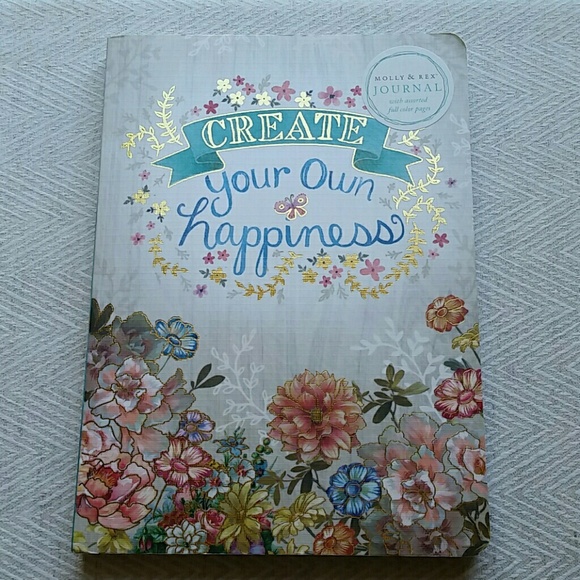 CREATE
your Own
happiness
MOLLY & REX
JOURNAL
with assorted
full color pages